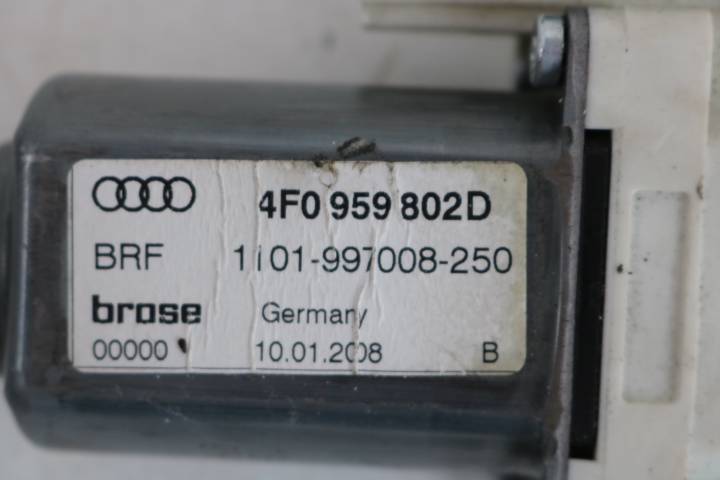 4F0 959 802D
BRF 1101-997008-250
brose Germany
00000 10.01.2008 B